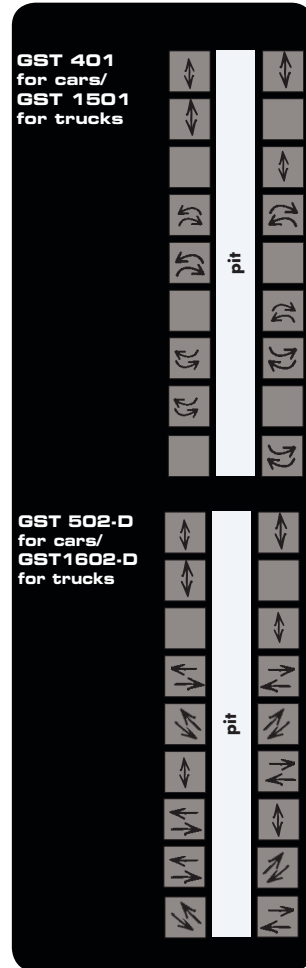 GST 401
for cars/
GST 1501
for trucks
pit
GST 502-D
for cars/
GST1602-D
for trucks
pit